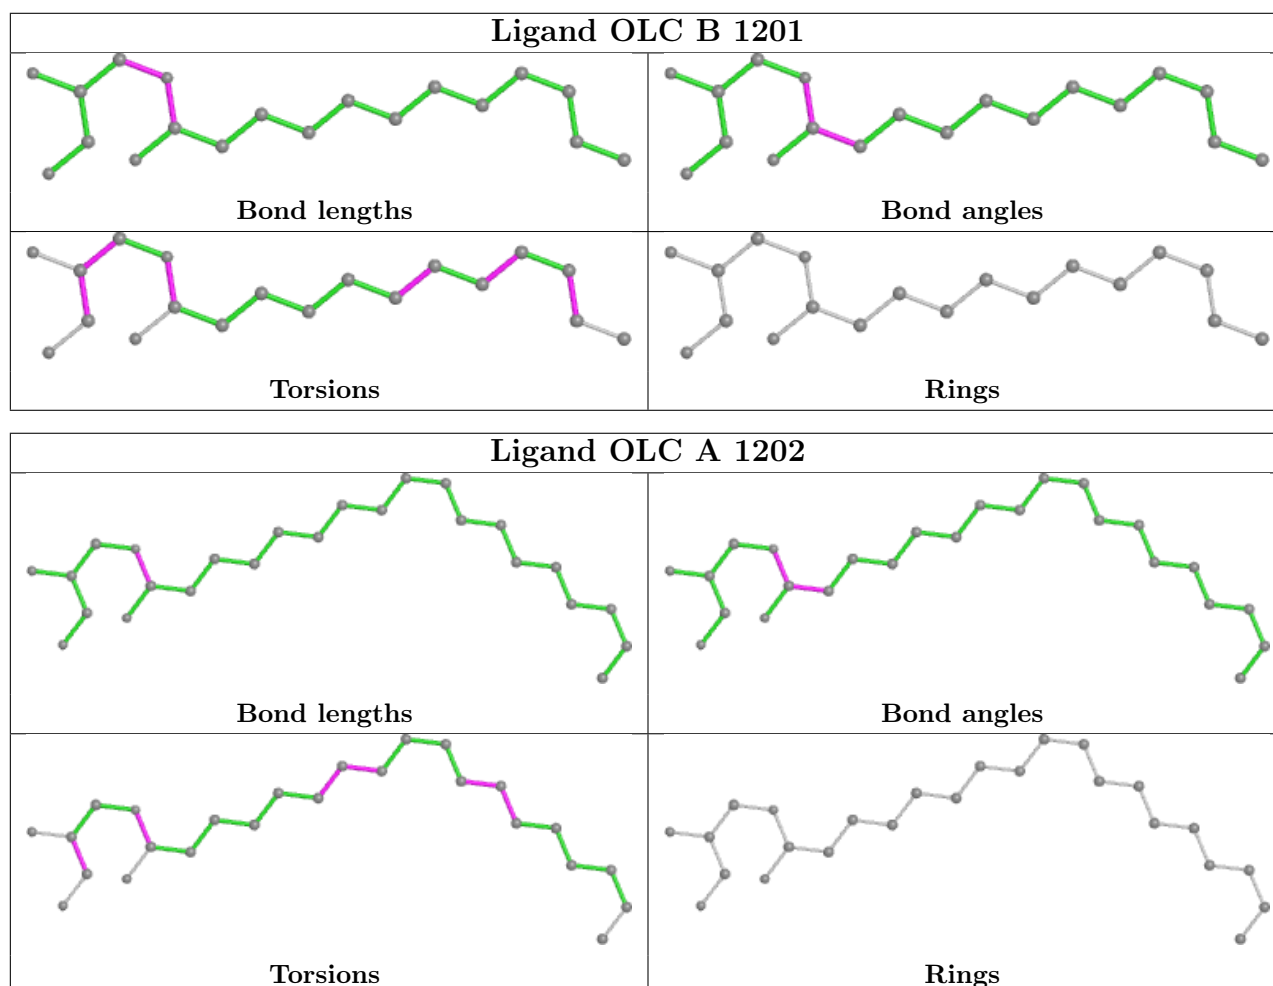 Ligand OLC B 1201
Bond lengths
Bond angles
Torsions
Rings
Ligand OLC A 1202
Bond lengths
Bond angles
Torsions
Rings